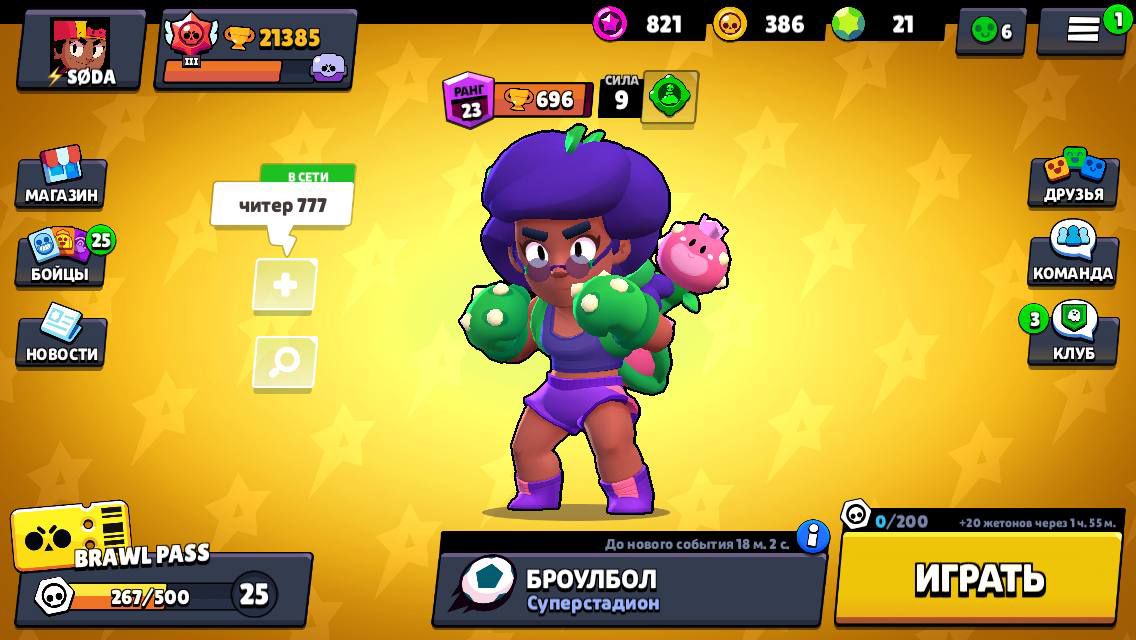 ⚡SØDA
21385
III
821
386
21
6
1
РАНГ
23
696
СИЛА
9
МАГАЗИН
25
БОЙЦЫ
НОВОСТИ
В СЕТИ
читер 777
ДРУЗЬЯ
КОМАНДА
3
КЛУБ
BRAWL PASS
267/500
25
До нового события 18 м. 2 с.
i
БРОУЛБОЛ
Суперстадион
0/200
+20 жетонов через 1 ч. 55 м.
ИГРАТЬ